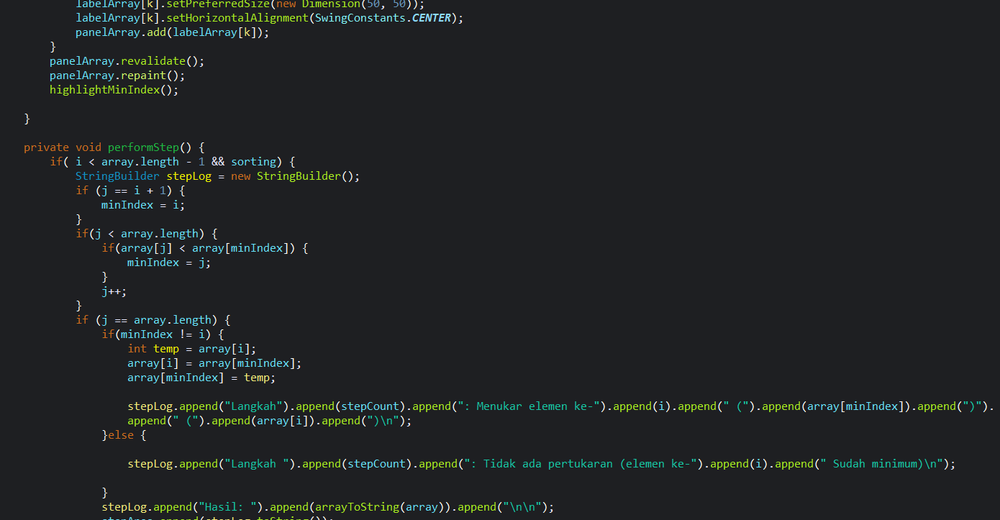 labelArray[k].setPreferredSize(new Dimension(50, 50));
labelArray[k].setHorizontalAlignment(SwingConstants.CENTER);
panelArray.add(labelArray[k]);
}
panelArray.revalidate();
panelArray.repaint();
highlightMinIndex();
}
private void performStep() {
if( i < array.length - 1 && sorting) {
StringBuilder stepLog = new StringBuilder();
if (j == i + 1) {
minIndex = i;
}
if(j < array.length) {
if(array[j] < array[minIndex]) {
minIndex = j;
}
j++;
}
if (j == array.length) {
if(minIndex != i) {
int temp = array[i];
array[i] = array[minIndex];
array[minIndex] = temp;
stepLog.append("Langkah").append(stepCount).append(": Menukar elemen ke-").append(i).append(" (").append(array[minIndex]).append(")").
append(" (").append(array[i]).append(")\n");
}else {
stepLog.append("Langkah ").append(stepCount).append(": Tidak ada pertukaran (elemen ke-").append(i).append(" Sudah minimum)\n");
}
stepLog.append("Hasil: ").append(arrayToString(array)).append("\n\n");
stepArea.append(stepLog.toString());